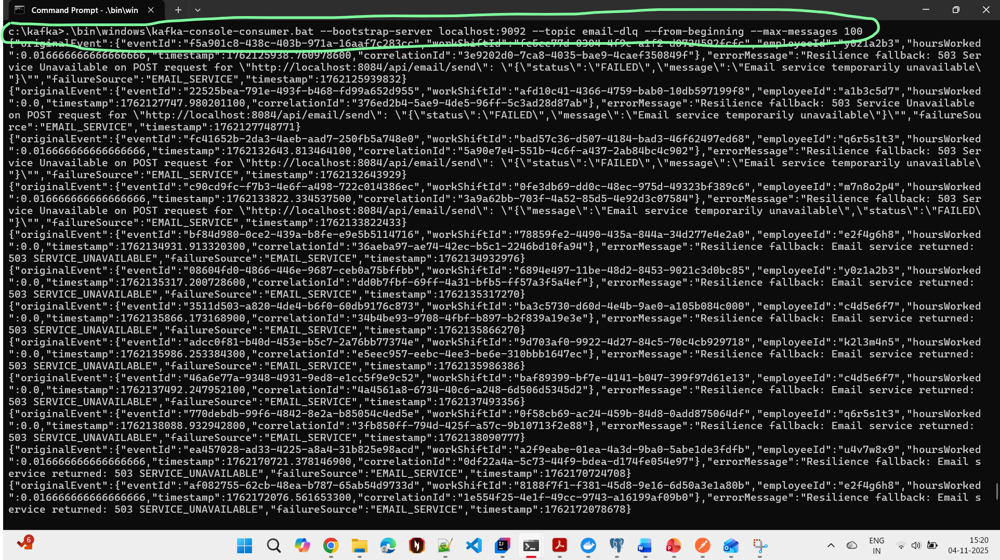 Command Prompt - .\bin\win
c:\kafka>.\bin\windows\kafka-console-consumer.bat --bootstrap-server localhost:9092 --topic email-dlq --from-beginning --max-messages 100
{"originalEvent":{"eventId":"f5a901c8-438c-403b-971a-16aaf7c283cc","workShiftId":"fc6cc77d-0304-4f9c-a1f2-d0724592fcfc","employeeId":"y0z1a2b3","hoursWorked
":0.016666666666666666,"timestamp":1762125938.760978600,"correlationId":"3e9202d0-7ca8-4035-bae9-4caef350849f"},"errorMessage":"Resilience fallback: 503 Ser
vice Unavailable on POST request for \"http://localhost:8084/api/email/send\": \"{\"status\":\"FAILED\",\"message\":\"Email service temporarily unavailable\
"}\"","failureSource":"EMAIL_SERVICE","timestamp":1762125939832}
{"originalEvent":{"eventId":"22525bea-791e-493f-b468-fd99a652d955","workShiftId":"afd10c41-4366-4759-bab0-10db597199f8","employeeId":"a1b3c5d7","hoursWorked
":0.0,"timestamp":1762127747.980201100,"correlationId":"376ed2b4-5ae9-4de5-96ff-5c3ad28d87ab"},"errorMessage":"Resilience fallback: 503 Service Unavailable
on POST request for \"http://localhost:8084/api/email/send\": \"{\"status\":\"FAILED\",\"message\":\"Email service temporarily unavailable\"}\"","failureSou
rce":"EMAIL_SERVICE","timestamp":1762127748771}
{"originalEvent":{"eventId":"fc41652b-2da3-4aeb-aad7-250fb5a748e0","workShiftId":"bad57c36-d507-4184-bad3-46f62497ed68","employeeId":"q6r5s1t3","hoursWorked
":0.016666666666666666,"timestamp":1762132643.813464100,"correlationId":"5a90e7e4-551b-4c6f-a437-2ab84bc4c902"},"errorMessage":"Resilience fallback: 503 Ser
vice Unavailable on POST request for \"http://localhost:8084/api/email/send\": \"{\"status\":\"FAILED\",\"message\":\"Email service temporarily unavailable\
"}\"","failureSource":"EMAIL_SERVICE","timestamp":1762132643929}
{"originalEvent":{"eventId":"c90cd9fc-f7b3-4e6f-a498-722c014386ec","workShiftId":"0fe3db69-dd0c-48ec-975d-49323bf389c6","employeeId":"m7n8o2p4","hoursWorked
":0.016666666666666666,"timestamp":1762133822.334537500,"correlationId":"3a9a62bb-703f-4a52-85d5-4e92d3c07584"},"errorMessage":"Resilience fallback: 503 Ser
vice Unavailable on POST request for \"http://localhost:8084/api/email/send\": \"{\"message\":\"Email service temporarily unavailable\",\"status\":\"FAILED\
"}\"","failureSource":"EMAIL_SERVICE","timestamp":1762133822433}
{"originalEvent":{"eventId":"bf84d980-0ce2-439a-b8fe-e9e5b5114716","workShiftId":"78859fe2-4490-435a-844a-34d277e4e2a0","employeeId":"e2f4g6h8","hoursWorked
":0.0,"timestamp":1762134931.913320300,"correlationId":"36aeba97-ae74-42ec-b5c1-2246bd10fa94"},"errorMessage":"Resilience fallback: Email service returned:
503 SERVICE_UNAVAILABLE","failureSource":"EMAIL_SERVICE","timestamp":1762134932976}
{"originalEvent":{"eventId":"08604fd0-4866-446e-9687-ceb0a75bffbb","workShiftId":"6894e497-11be-48d2-8453-9021c3d0bc85","employeeId":"y0z1a2b3","hoursWorked
":0.0,"timestamp":1762135317.200728600,"correlationId":"dd0b7fbf-69ff-4a31-bfb5-ff57a3f5a4ef"},"errorMessage":"Resilience fallback: Email service returned:
503 SERVICE_UNAVAILABLE","failureSource":"EMAIL_SERVICE","timestamp":1762135317270}
{"originalEvent":{"eventId":"3511d503-a820-4de4-b6f0-60db9176c873","workShiftId":"ba3c5730-d60d-4e4b-9ae0-a105b084c000","employeeId":"c4d5e6f7","hoursWorked
":0.0,"timestamp":1762135866.173168900,"correlationId":"34b4be93-9708-4fbf-b897-b2f839a19e3e"},"errorMessage":"Resilience fallback: Email service returned:
503 SERVICE_UNAVAILABLE","failureSource":"EMAIL_SERVICE","timestamp":1762135866270}
{"originalEvent":{"eventId":"adcc0f81-b40d-453e-b5c7-2a76bb77374e","workShiftId":"9d703af0-9922-4d27-84c5-70c4cb929718","employeeId":"k2l3m4n5","hoursWorked
":0.0,"timestamp":1762135986.253384300,"correlationId":"e5eec957-eebc-4ee3-be6e-310bbb1647ec"},"errorMessage":"Resilience fallback: Email service returned:
503 SERVICE_UNAVAILABLE","failureSource":"EMAIL_SERVICE","timestamp":1762135986386}
{"originalEvent":{"eventId":"46a6e77a-9348-4931-9ed8-e1cc5f9e9c52","workShiftId":"baf89399-bf7e-4141-b047-399f97d61e13","employeeId":"c4d5e6f7","hoursWorked
":0.0,"timestamp":1762137492.247952100,"correlationId":"4a4561a8-6734-40c6-a248-6d506d5345d2"},"errorMessage":"Resilience fallback: Email service returned:
503 SERVICE_UNAVAILABLE","failureSource":"EMAIL_SERVICE","timestamp":1762137493356}
{"originalEvent":{"eventId":"770debdb-99f6-4842-8e2a-b85054c4ed5e","workShiftId":"0f58cb69-ac24-459b-84d8-0add875064df","employeeId":"q6r5s1t3","hoursWorked
":0.0,"timestamp":1762138088.932942800,"correlationId":"3fb850ff-794d-425f-a57c-9b10713f2e88"},"errorMessage":"Resilience fallback: Email service returned:
503 SERVICE_UNAVAILABLE","failureSource":"EMAIL_SERVICE","timestamp":1762138090777}
{"originalEvent":{"eventId":"ea457028-ad33-4225-a8a4-31b825e98acd","workShiftId":"a2f9eabe-01ea-4a3d-9ba0-5abe1de3fdfb","employeeId":"u4v7w8x9","hoursWorked
":0.016666666666666666,"timestamp":1762170721.378146900,"correlationId":"0df22a4a-5c73-44f9-bdea-d174fe054e97"},"errorMessage":"Resilience fallback: Email s
ervice returned: 503 SERVICE_UNAVAILABLE","failureSource":"EMAIL_SERVICE","timestamp":1762170724708}
{"originalEvent":{"eventId":"af082755-62cb-48ea-b787-65ab54d9733d","workShiftId":"8188f7f1-f381-45d8-9e16-6d50a3e1a80b","employeeId":"e2f4g6h8","hoursWorked
":0.016666666666666666,"timestamp":1762172076.561653300,"correlationId":"1e554f25-4e1f-49cc-9743-a16199af09b0"},"errorMessage":"Resilience fallback: Email s
ervice returned: 503 SERVICE_UNAVAILABLE","failureSource":"EMAIL_SERVICE","timestamp":1762172078678}
6
ENG
IN
15:20
04-11-2025